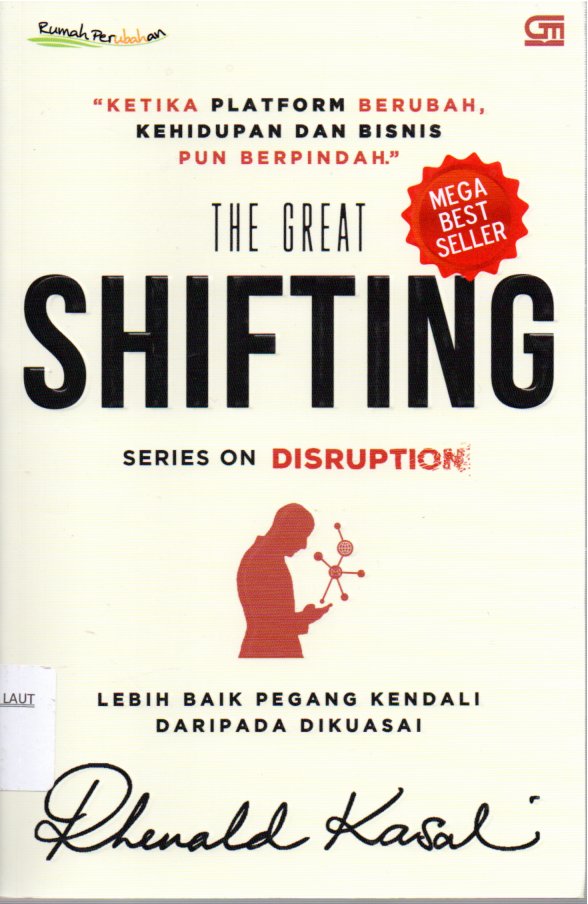 Rumah Perubahan
GM
“KETIKA PLATFORM BERUBAH,
KEHIDUPAN DAN BISNIS
PUN BERPINDAH.”
MEGA
BEST
SELLER
THE GREAT
SHIFTING
SERIES ON DISRUPTION
LAUT
LEBIH BAIK PEGANG KENDALI
DARIPADA DIKUASAI
Rhenald Kasali